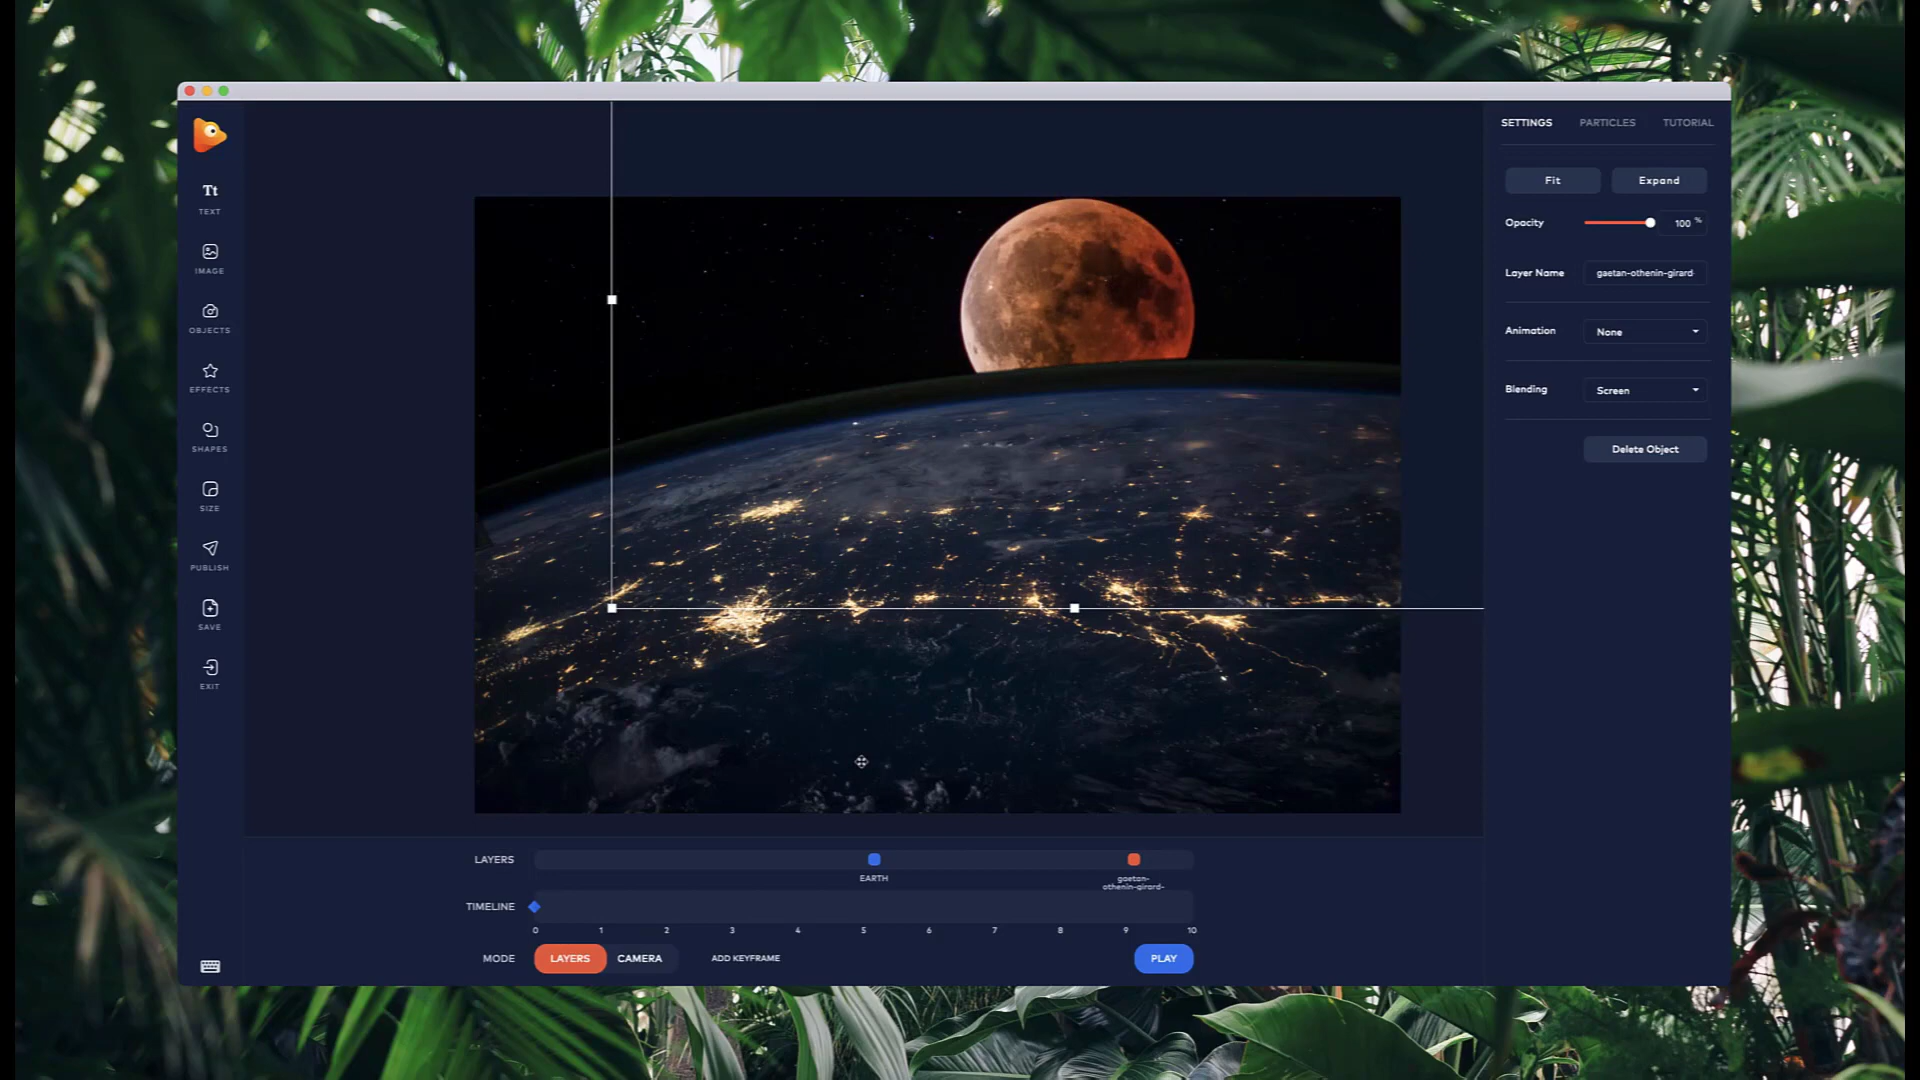 Tt
TEXT
IMAGE
OBJECTS
EFFECTS
SHAPES
SIZE
PUBLISH
SAVE
EXIT
SETTINGS PARTICLES TUTORIAL
Fit Expand
Opacity 100 %
Layer Name gaetan-othenin-girard
Animation None
Blending Screen
Delete Object
LAYERS
EARTH
gaetan-
othenin-girard-
TIMELINE
0 1 2 3 4 5 6 7 8 9 10
MODE LAYERS CAMERA ADD KEYFRAME PLAY